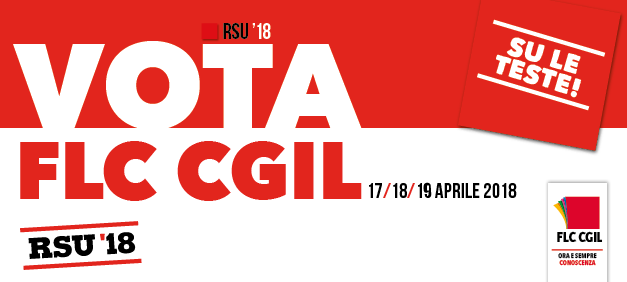 RSU '18
VOTA
FLC CGIL
17/18/19 APRILE 2018
SU LE
TESTE!
RSU '18
FLC CGIL
ORA E SEMPRE
CONOSCENZA